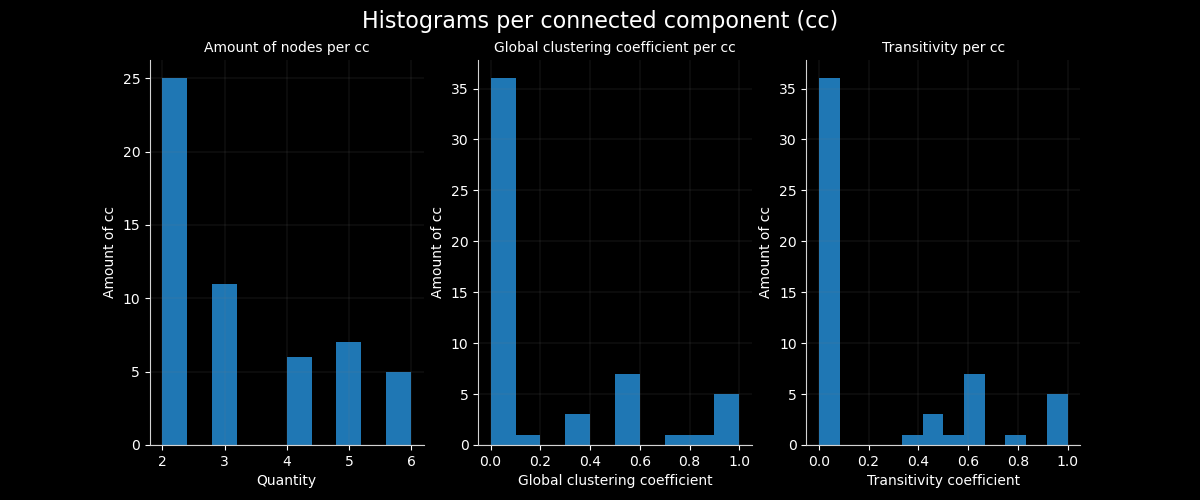 Histograms per connected component (cc)
Amount of nodes per cc
Global clustering coefficient per cc
Transitivity per cc
25
20
15
10
5
0
Amount of cc
2 3 4 5 6
Quantity
35
30
25
20
15
10
5
0
Amount of cc
0.0 0.2 0.4 0.6 0.8 1.0
Global clustering coefficient
35
30
25
20
15
10
5
0
Amount of cc
0.0 0.2 0.4 0.6 0.8 1.0
Transitivity coefficient